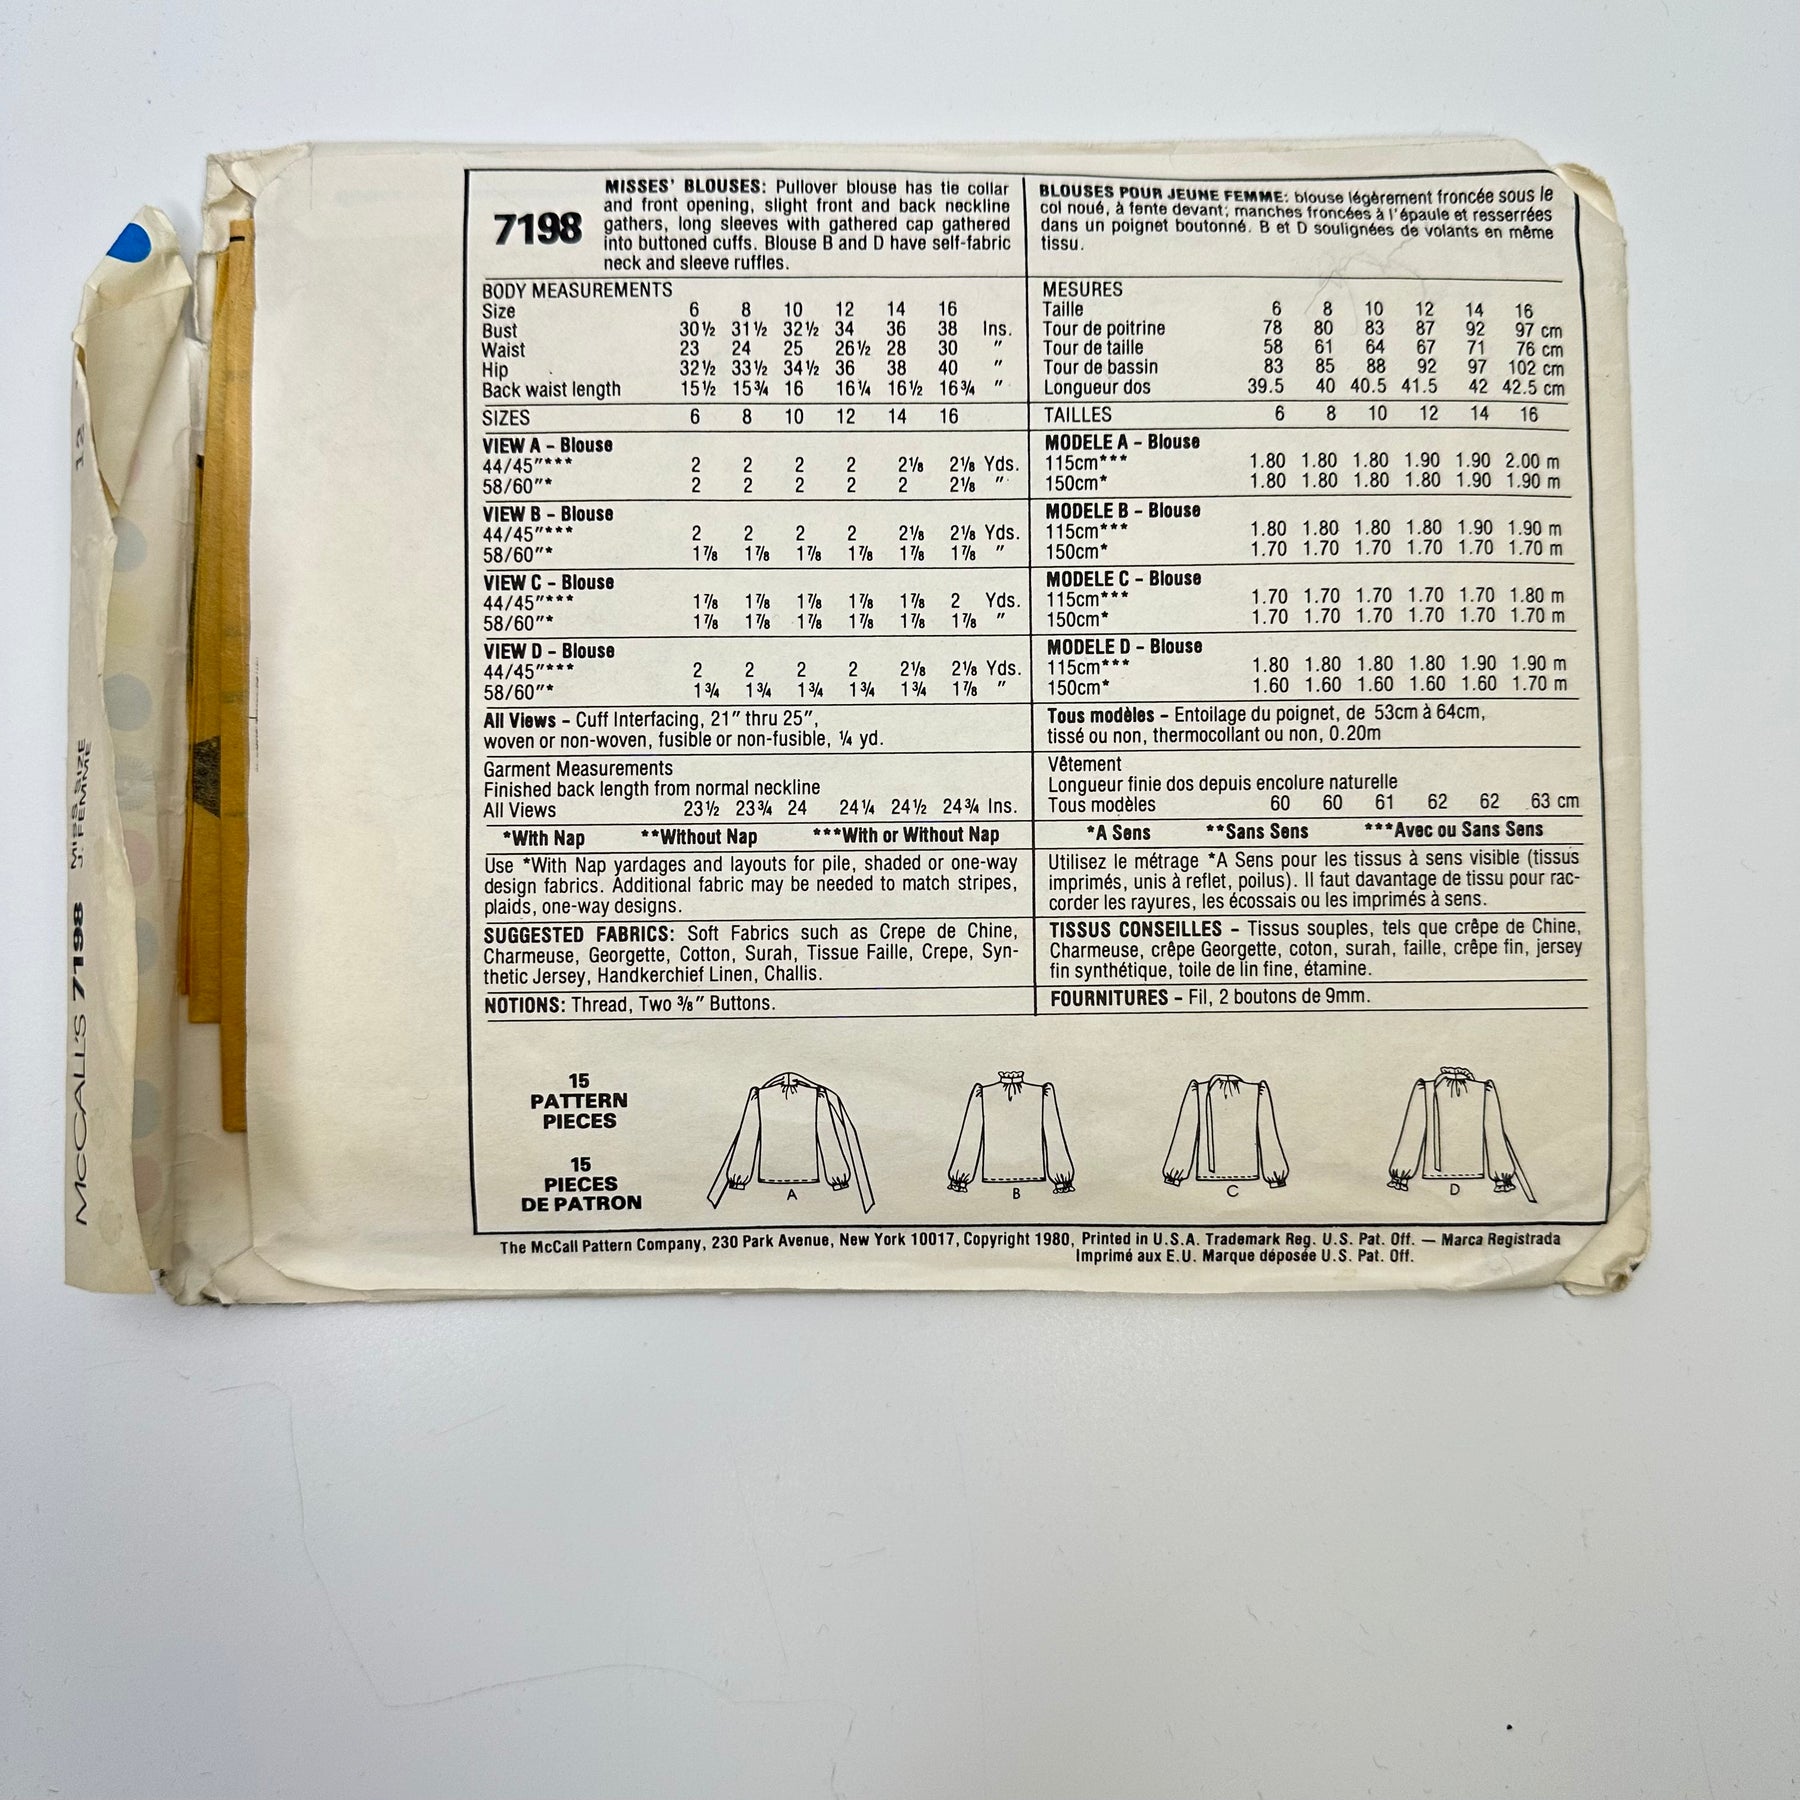 7198
MISSES' BLOUSES: Pullover blouse has tie collar
and front opening, slight front and back neckline
gathers, long sleeves with gathered cap gathered
into buttoned cuffs. Blouse B and D have self-fabric
neck and sleeve ruffles.
BODY MEASUREMENTS
Size 6 8 10 12 14 16
Bust 30½ 31½ 32½ 34 36 38 Ins.
Waist 23 24 25 26½ 28 30 "
Hip 32½ 33½ 34½ 36 38 40 "
Back waist length 15½ 15¾ 16 16¼ 16½ 16¾ "
SIZES 6 8 10 12 14 16
VIEW A - Blouse
44/45"*** 2 2 2 2 2⅛ 2⅛ Yds.
58/60"* 2 2 2 2 2 2⅛ "
VIEW B - Blouse
44/45"*** 2 2 2 2 2⅛ 2⅛ Yds.
58/60"* 1⅞ 1⅞ 1⅞ 1⅞ 1⅞ 1⅞ "
VIEW C - Blouse
44/45"*** 1⅞ 1⅞ 1⅞ 1⅞ 1⅞ 2 Yds.
58/60"* 1⅞ 1⅞ 1⅞ 1⅞ 1⅞ 1⅞ "
VIEW D - Blouse
44/45"*** 2 2 2 2 2⅛ 2⅛ Yds.
58/60"* 1¾ 1¾ 1¾ 1¾ 1¾ 1⅞ "
All Views - Cuff Interfacing, 21" thru 25",
woven or non-woven, fusible or non-fusible, ¼ yd.
Garment Measurements
Finished back length from normal neckline
All Views 23½ 23¾ 24 24¼ 24½ 24¾ Ins.
*With Nap **Without Nap ***With or Without Nap
Use *With Nap yardages and layouts for pile, shaded or one-way
design fabrics. Additional fabric may be needed to match stripes,
plaids, one-way designs.
SUGGESTED FABRICS: Soft Fabrics such as Crepe de Chine,
Charmeuse, Georgette, Cotton, Surah, Tissue Faille, Crepe, Syn-
thetic Jersey, Handkerchief Linen, Challis.
NOTIONS: Thread, Two ⅜" Buttons.
BLOUSES POUR JEUNE FEMME: blouse légèrement froncée sous le
col noué, à fente devant; manches froncées à l'épaule et resserrées
dans un poignet boutonné. B et D soulignées de volants en même
tissu.
MESURES
Taille 6 8 10 12 14 16
Tour de poitrine 78 80 83 87 92 97 cm
Tour de taille 58 61 64 67 71 76 cm
Tour de bassin 83 85 88 92 97 102 cm
Longueur dos 39.5 40 40.5 41.5 42 42.5 cm
TAILLES 6 8 10 12 14 16
MODELE A - Blouse
115cm*** 1.80 1.80 1.80 1.90 1.90 2.00 m
150cm* 1.80 1.80 1.80 1.80 1.90 1.90 m
MODELE B - Blouse
115cm*** 1.80 1.80 1.80 1.80 1.90 1.90 m
150cm* 1.70 1.70 1.70 1.70 1.70 1.70 m
MODELE C - Blouse
115cm*** 1.70 1.70 1.70 1.70 1.70 1.80 m
150cm* 1.70 1.70 1.70 1.70 1.70 1.70 m
MODELE D - Blouse
115cm*** 1.80 1.80 1.80 1.80 1.90 1.90 m
150cm* 1.60 1.60 1.60 1.60 1.60 1.70 m
Tous modèles - Entoilage du poignet, de 53cm à 64cm,
tissé ou non, thermocollant ou non, 0.20m
Vêtement
Longueur finie dos depuis encolure naturelle
Tous modèles 60 60 61 62 62 63 cm
*A Sens **Sans Sens ***Avec ou Sans Sens
Utilisez le métrage *A Sens pour les tissus à sens visible (tissus
imprimés, unis à reflet, poilus). Il faut davantage de tissu pour rac-
corder les rayures, les écossais ou les imprimés à sens.
TISSUS CONSEILLES - Tissus souples, tels que crêpe de Chine,
Charmeuse, crêpe Georgette, coton, surah, faille, crêpe fin, jersey
fin synthétique, toile de lin fine, étamine.
FOURNITURES - Fil, 2 boutons de 9mm.
15
PATTERN
PIECES
15
PIECES
DE PATRON
A
B
C
D
The McCall Pattern Company, 230 Park Avenue, New York 10017, Copyright 1980, Printed in U.S.A. Trademark Reg. U.S. Pat. Off. — Marca Registrada
Imprimé aux E.U. Marque déposée U.S. Pat. Off.
McCALL'S 7198 MISS SIZE 12
J. FEMME